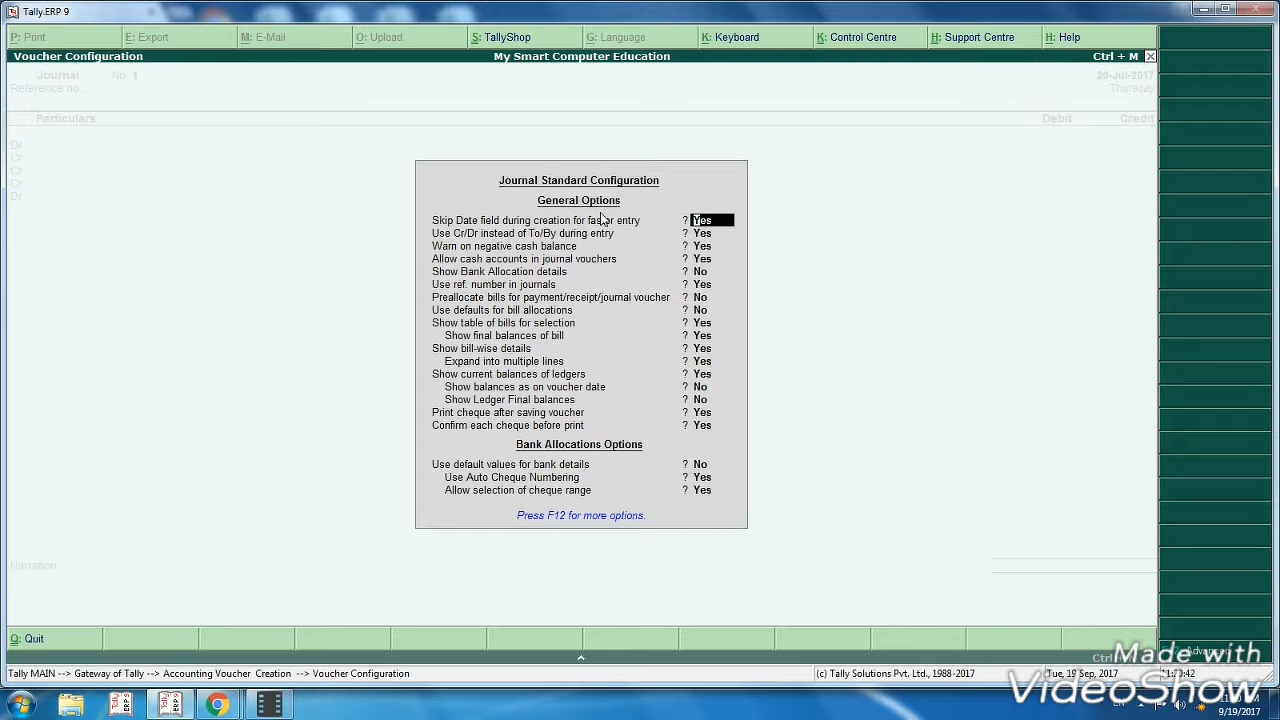 Tally.ERP 9
P: Print
E: Export
M: E-Mail
O: Upload
S: TallyShop
G: Language
K: Keyboard
K: Control Centre
H: Support Centre
H: Help
Voucher Configuration
My Smart Computer Education
Ctrl + M
Journal No. 1
20-Jul-2017
Reference no.
Thursday
Particulars
Debit
Credit
Dr
Cr
Cr
Cr
Dr
Journal Standard Configuration
General Options
Skip Date field during creation for faster entry ? Yes
Use Cr/Dr instead of To/By during entry ? Yes
Warn on negative cash balance ? Yes
Allow cash accounts in journal vouchers ? Yes
Show Bank Allocation details ? No
Use ref. number in journals ? Yes
Preallocate bills for payment/receipt/journal voucher ? No
Use defaults for bill allocations ? No
Show table of bills for selection ? Yes
Show final balances of bill ? Yes
Show bill-wise details ? Yes
Expand into multiple lines ? Yes
Show current balances of ledgers ? Yes
Show balances as on voucher date ? No
Show Ledger Final balances ? No
Print cheque after saving voucher ? Yes
Confirm each cheque before print ? Yes
Bank Allocations Options
Use default values for bank details ? No
Use Auto Cheque Numbering ? Yes
Allow selection of cheque range ? Yes
Press F12 for more options.
Narration
Q: Quit
Made with
VideoShow
Tally MAIN --> Gateway of Tally --> Accounting Voucher Creation --> Voucher Configuration
(c) Tally Solutions Pvt. Ltd., 1988-2017
Tue, 19 Sep, 2017
EN
9/19/2017